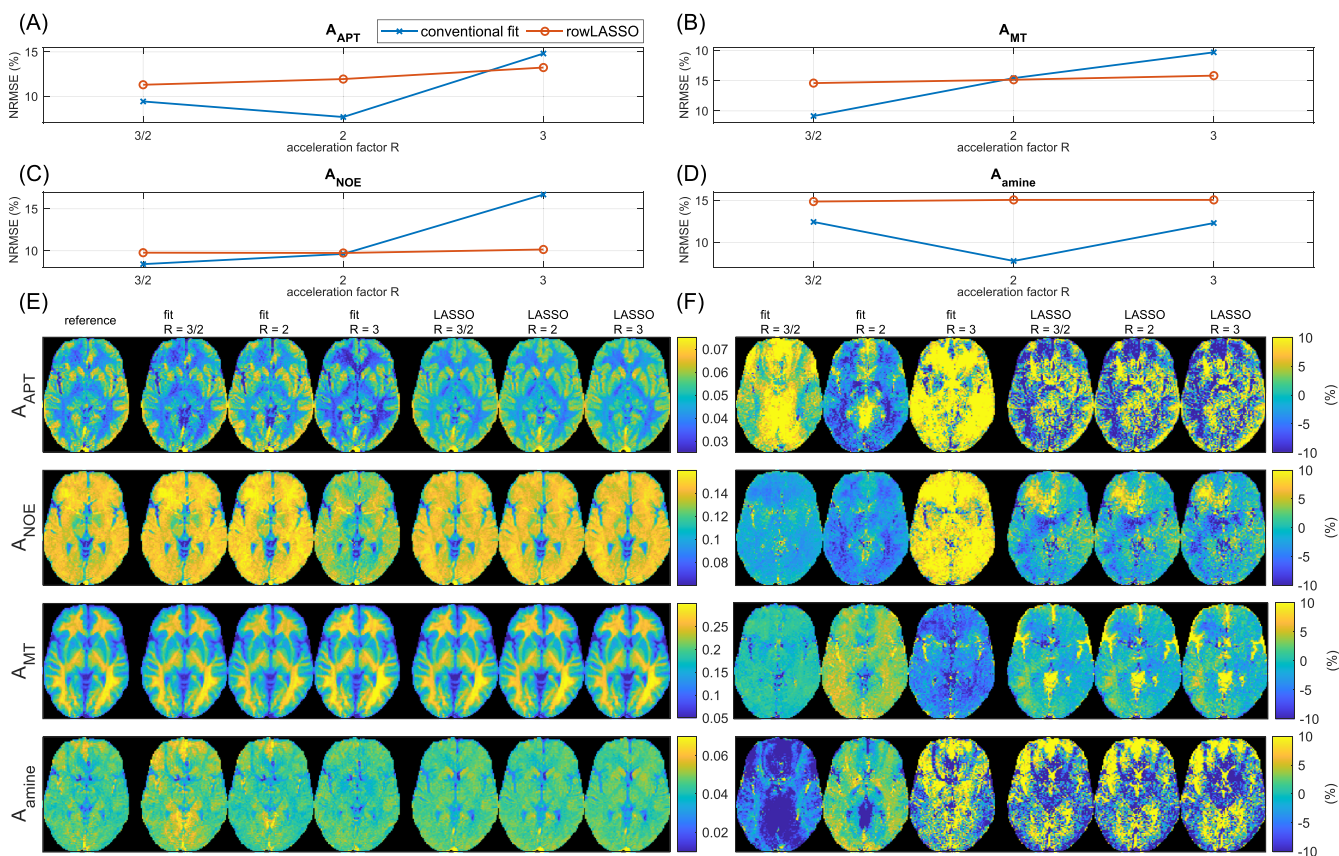 (A)
A_APT
conventional fit
rowLASSO
NRMSE (%)
15
10
3/2
2
3
acceleration factor R
(B)
A_MT
NRMSE (%)
10
15
10
3/2
2
3
acceleration factor R
(C)
A_NOE
NRMSE (%)
15
10
3/2
2
3
acceleration factor R
(D)
A_amine
NRMSE (%)
15
10
3/2
2
3
acceleration factor R
(E)
reference
fit
R = 3/2
fit
R = 2
fit
R = 3
LASSO
R = 3/2
LASSO
R = 2
LASSO
R = 3
A_APT
0.07
0.06
0.05
0.04
0.03
A_NOE
0.14
0.12
0.1
0.08
A_MT
0.25
0.2
0.15
0.1
0.05
A_amine
0.06
0.04
0.02
(F)
fit
R = 3/2
fit
R = 2
fit
R = 3
LASSO
R = 3/2
LASSO
R = 2
LASSO
R = 3
10
5
0
-5
-10
(%)
10
5
0
-5
-10
(%)
10
5
0
-5
-10
(%)
10
5
0
-5
-10
(%)